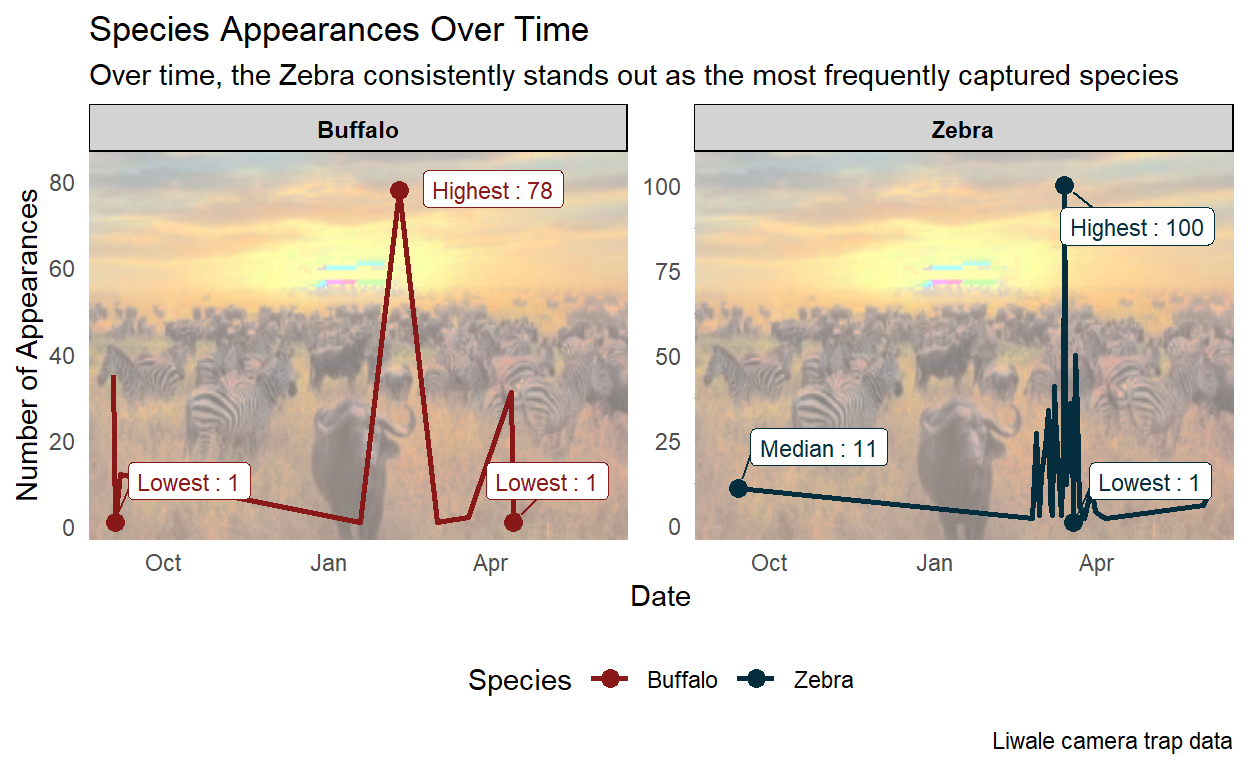 Species Appearances Over Time
Over time, the Zebra consistently stands out as the most frequently captured species
Buffalo
Zebra
Number of Appearances
80
60
40
20
0
Highest : 78
Lowest : 1
Lowest : 1
Oct
Jan
Apr
100
75
50
25
0
Highest : 100
Median : 11
Lowest : 1
Oct
Jan
Apr
Date
Species Buffalo Zebra
Liwale camera trap data